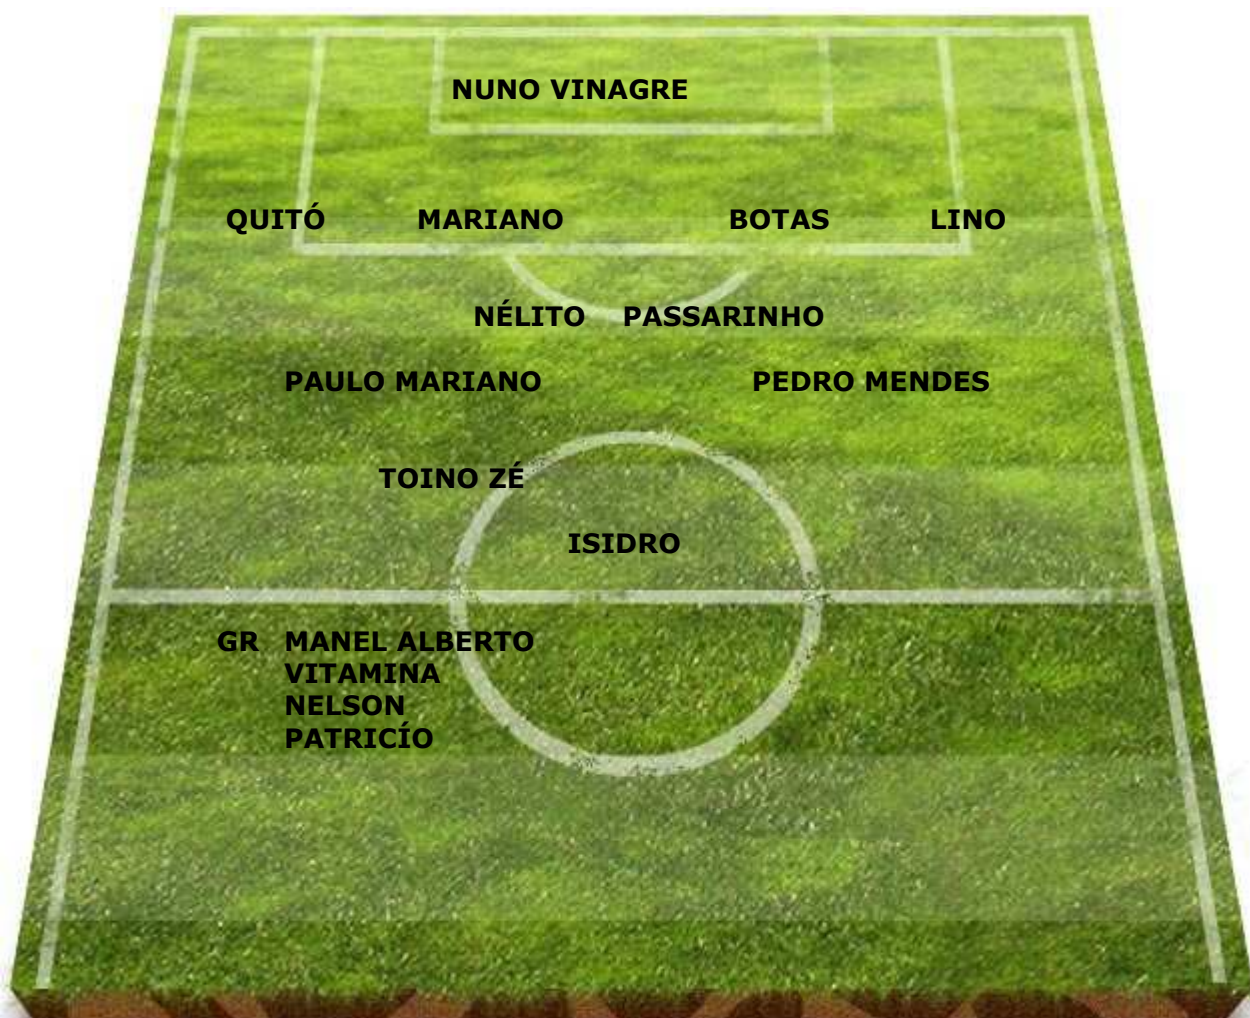 NUNO VINAGRE
QUITÓ MARIANO BOTAS LINO
NÉLITO PASSARINHO
PAULO MARIANO PEDRO MENDES
TOINO ZÉ
ISIDRO
GR MANEL ALBERTO
VITAMINA
NELSON
PATRICÍO